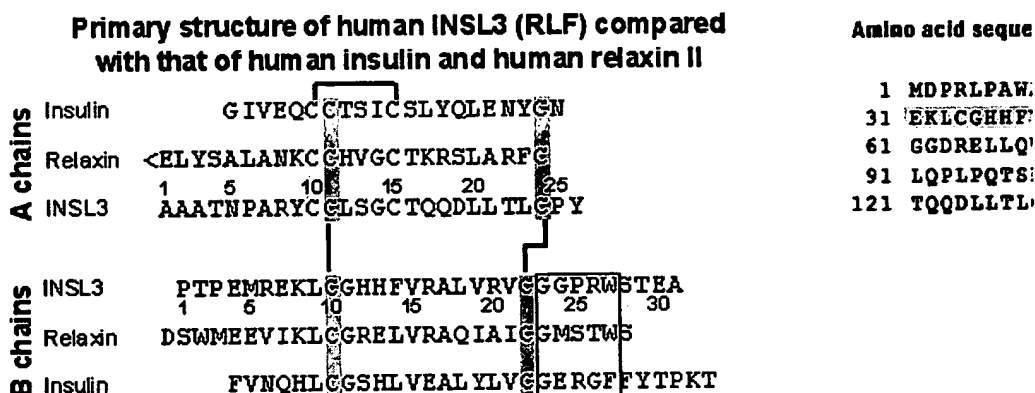 Primary structure of human INSL3 (RLF) compared
with that of human insulin and human relaxin II
A chains
Insulin GIVEQCCTSICSLYQLENYCN
Relaxin <ELYSALANKCCHVGCTKRSLARFC
1 5 10 15 20 25
INSL3 AAATNPARYCCLSGCTQQDLLTLCPY
B chains
INSL3 PTPEMREKLCGHHFVRALVRVCGGPRWSTEA
1 5 10 15 20 25 30
Relaxin DSWMEEVIKLCGRELVRAQIAICGMSTWS
Insulin FVNQHLCGSHLVEALYLVCGERGFFYTPKT
Amino acid seque
1 MDPRLPAW
31 EKLCGHHF
61 GGDRELLQ
91 LQPLPQTS
121 TQQDLLTL